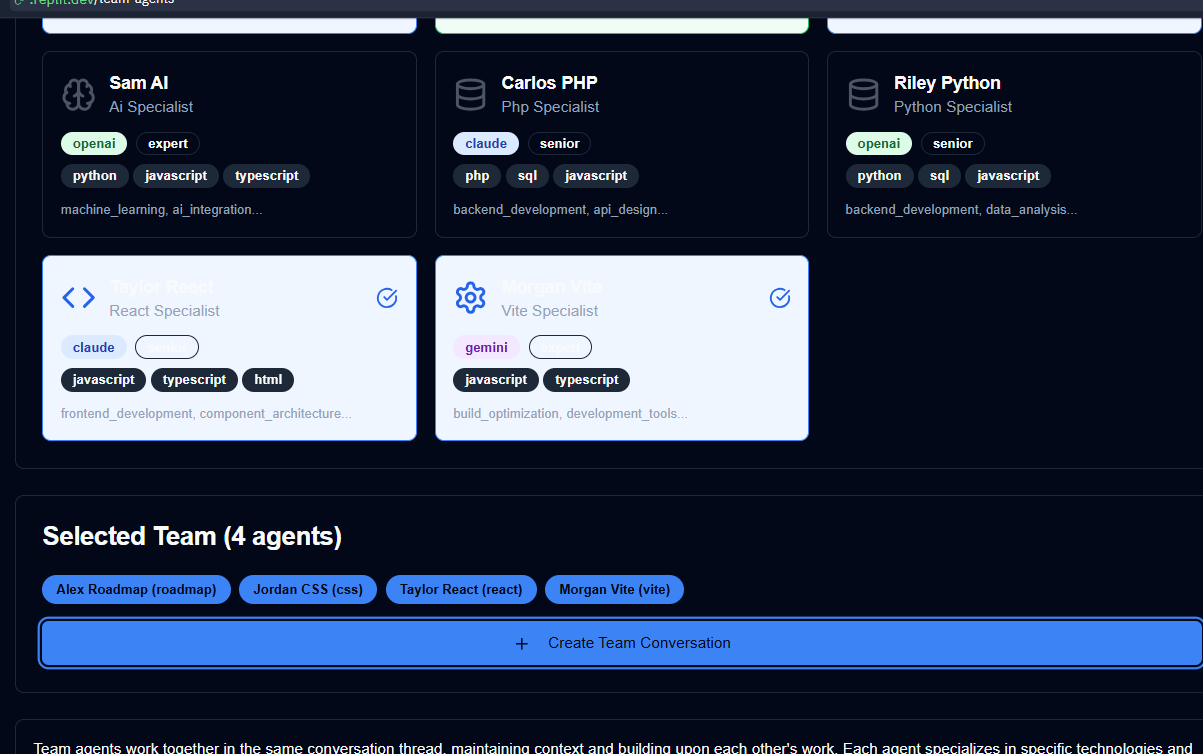 .replit.dev/team-agents
Sam AI
Ai Specialist
openai expert
python javascript typescript
machine_learning, ai_integration...
Carlos PHP
Php Specialist
claude senior
php sql javascript
backend_development, api_design...
Riley Python
Python Specialist
openai senior
python sql javascript
backend_development, data_analysis...
Taylor React
React Specialist
claude senior
javascript typescript html
frontend_development, component_architecture...
Morgan Vite
Vite Specialist
gemini expert
javascript typescript
build_optimization, development_tools...
Selected Team (4 agents)
Alex Roadmap (roadmap) Jordan CSS (css) Taylor React (react) Morgan Vite (vite)
+ Create Team Conversation
Team agents work together in the same conversation thread, maintaining context and building upon each other's work. Each agent specializes in specific technologies and